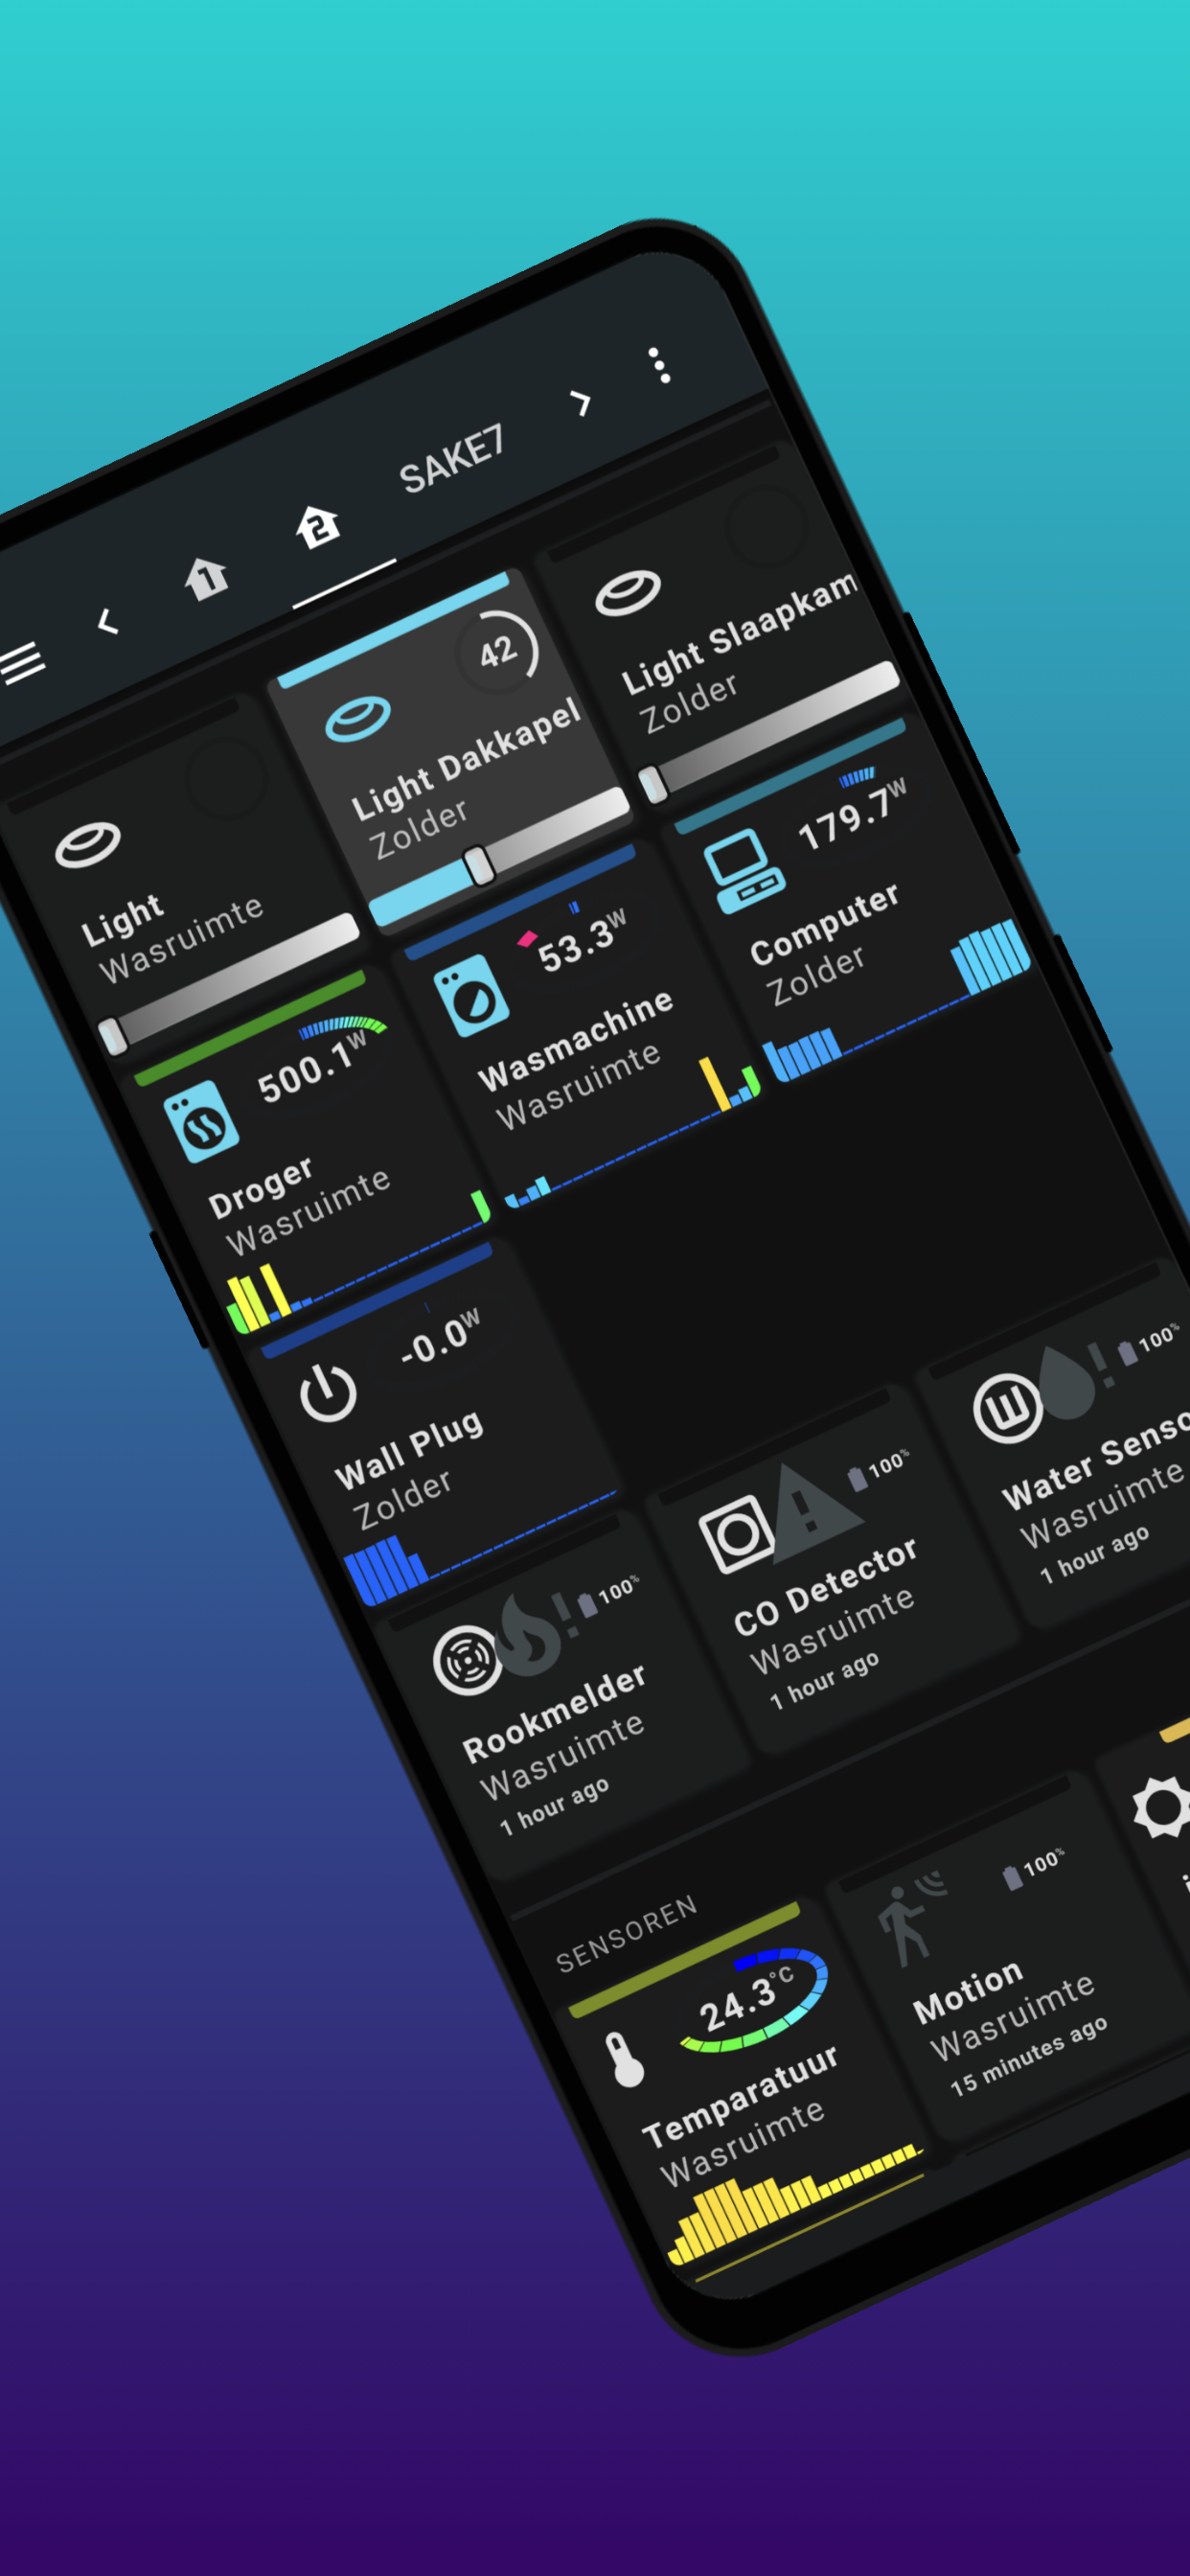 1
2
SAKE7
Light
Wasruimte
42
Light Dakkapel
Zolder
Light Slaapkam
Zolder
500.1W
Droger
Wasruimte
53.3W
Wasmachine
Wasruimte
179.7W
Computer
Zolder
-0.0W
Wall Plug
Zolder
100%
Rookmelder
Wasruimte
1 hour ago
100%
CO Detector
Wasruimte
1 hour ago
100%
Water Senso
Wasruimte
1 hour ago
SENSOREN
24.3°C
Temparatuur
Wasruimte
100%
Motion
Wasruimte
15 minutes ago